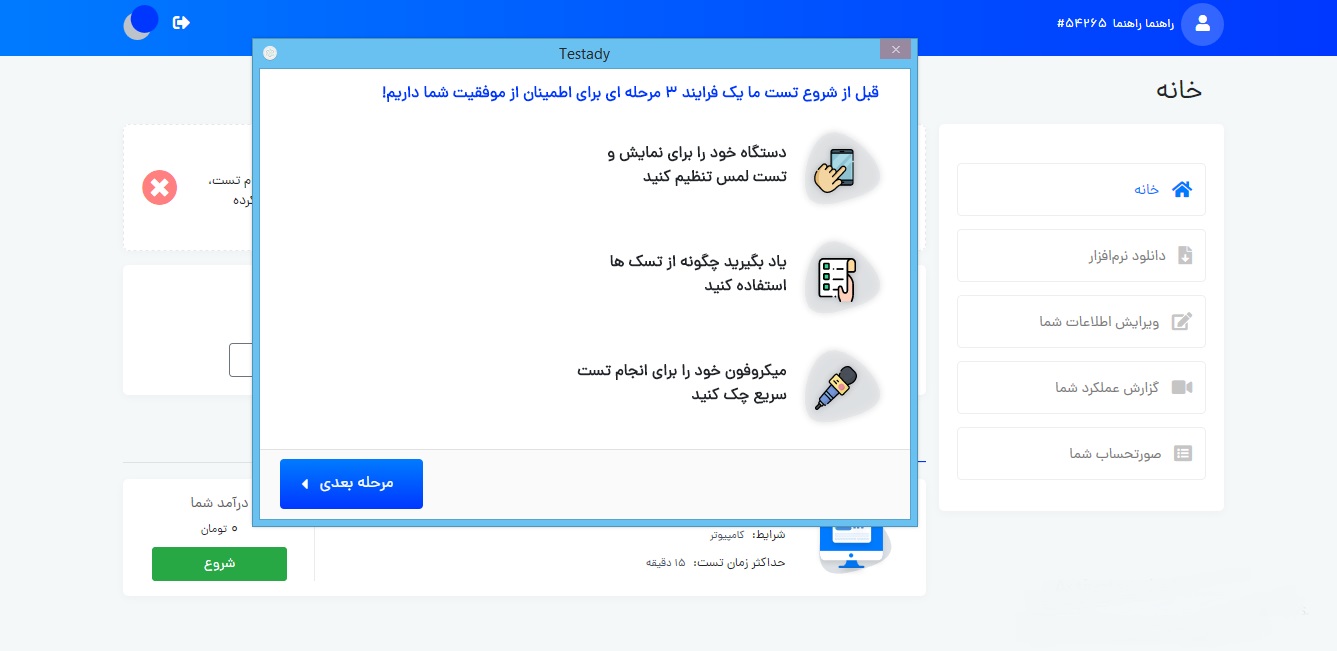 راهنما راهنما #۵۴۲۶۵
Testady
خانه
قبل از شروع تست ما یک فرایند ۳ مرحله ای برای اطمینان از موفقیت شما داریم!
دستگاه خود را برای نمایش و
تست لمس تنظیم کنید
یاد بگیرید چگونه از تسک ها
استفاده کنید
میکروفون خود را برای انجام تست
سریع چک کنید
مرحله بعدی
خانه
دانلود نرم‌افزار
ویرایش اطلاعات شما
گزارش عملکرد شما
صورتحساب شما
تست،
کرده
شرایط: کامپیوتر
حداکثر زمان تست: ۱۵ دقیقه
درآمد شما
۰ تومان
شروع